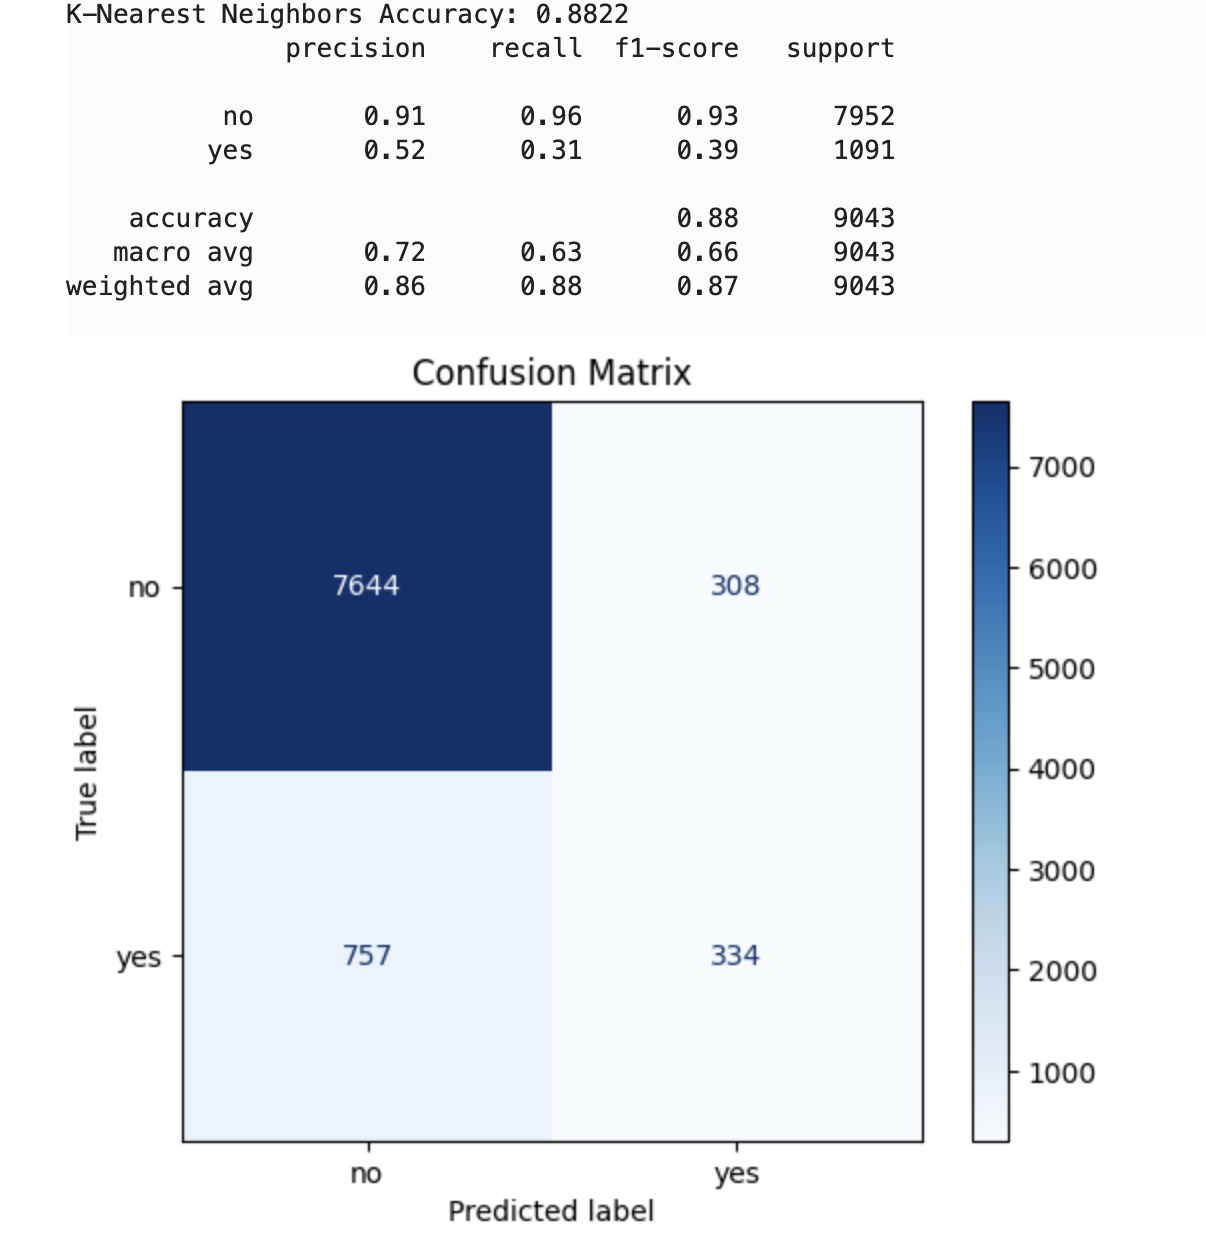 K-Nearest Neighbors Accuracy: 0.8822
precision recall f1-score support
no 0.91 0.96 0.93 7952
yes 0.52 0.31 0.39 1091
accuracy 0.88 9043
macro avg 0.72 0.63 0.66 9043
weighted avg 0.86 0.88 0.87 9043
Confusion Matrix
7000
no 7644 308
6000
5000
True label
4000
3000
yes 757 334
2000
1000
no yes
Predicted label